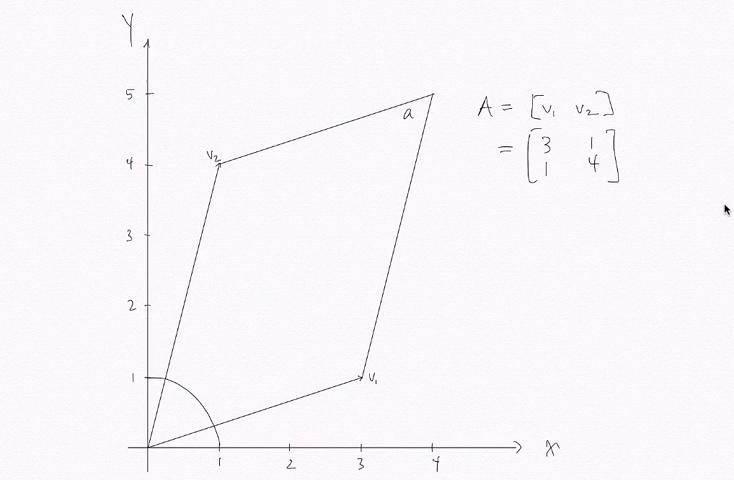 Y
5
4
3
2
1
v₂
a
v₁
1 2 3 4 X
A = [v₁ v₂]
= [3 1
1 4]